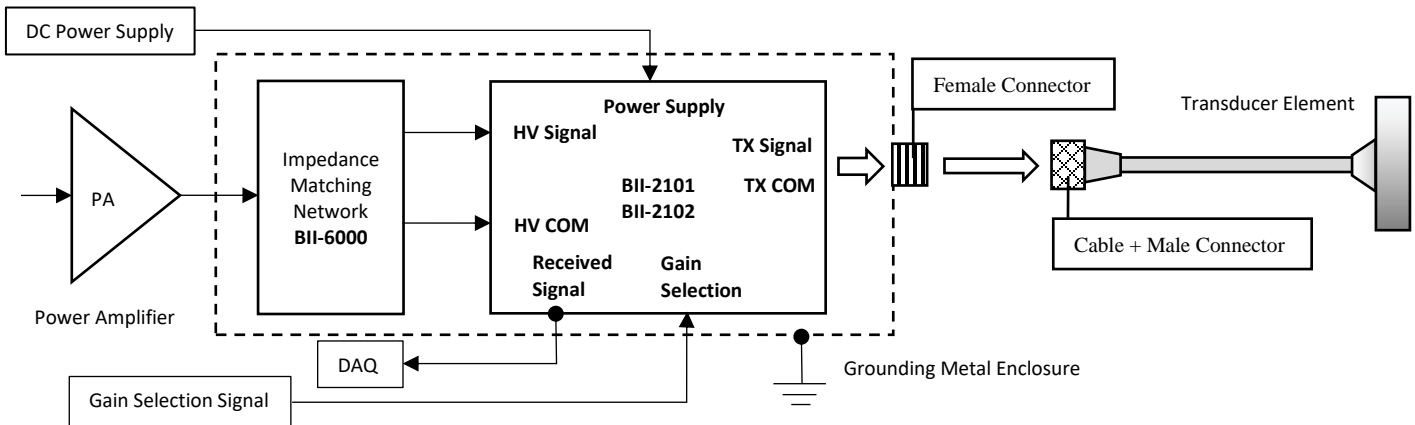 DC Power Supply
Female Connector
Transducer Element
Power Supply
HV Signal
TX Signal
Impedance
Matching
Network
BII-6000
PA
BII-2101
BII-2102
TX COM
HV COM
Cable + Male Connector
Received
Signal
Gain
Selection
Power Amplifier
DAQ
Grounding Metal Enclosure
Gain Selection Signal